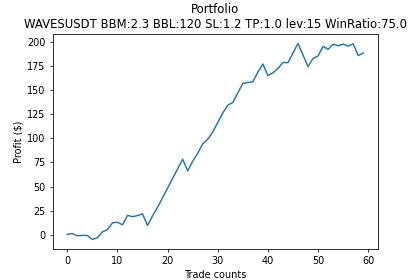 Portfolio
WAVESUSDT BBM:2.3 BBL:120 SL:1.2 TP:1.0 lev:15 WinRatio:75.0
200
175
150
125
100
75
50
25
0
Profit ($)
0 10 20 30 40 50 60
Trade counts